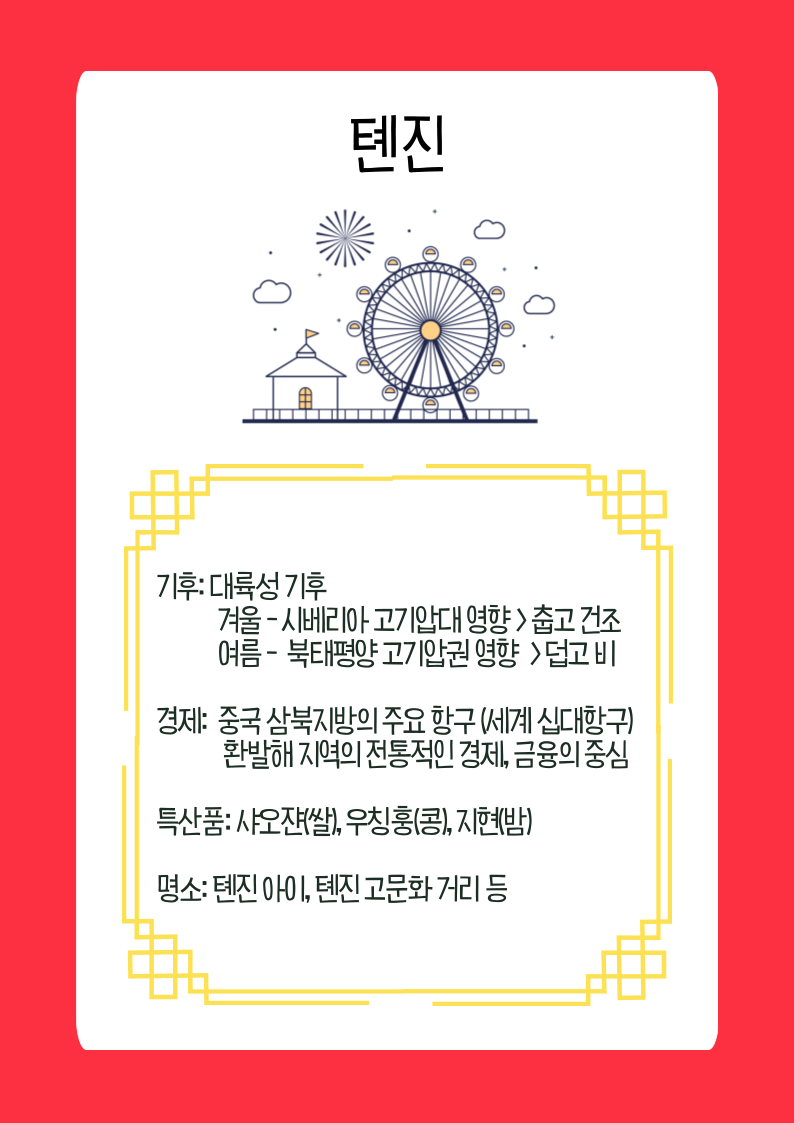 톈진
기후: 대륙성 기후
겨울 - 시베리아 고기압대 영향 > 춥고 건조
여름 - 북태평양 고기압권 영향 > 덥고 비
경제: 중국 삼북지방의 주요 항구 (세계 십대항구)
환발해 지역의 전통적인 경제, 금융의 중심
특산품: 샤오쟌(쌀), 우칭홍(콩), 지현(밤)
명소: 톈진 아이, 톈진 고문화 거리 등